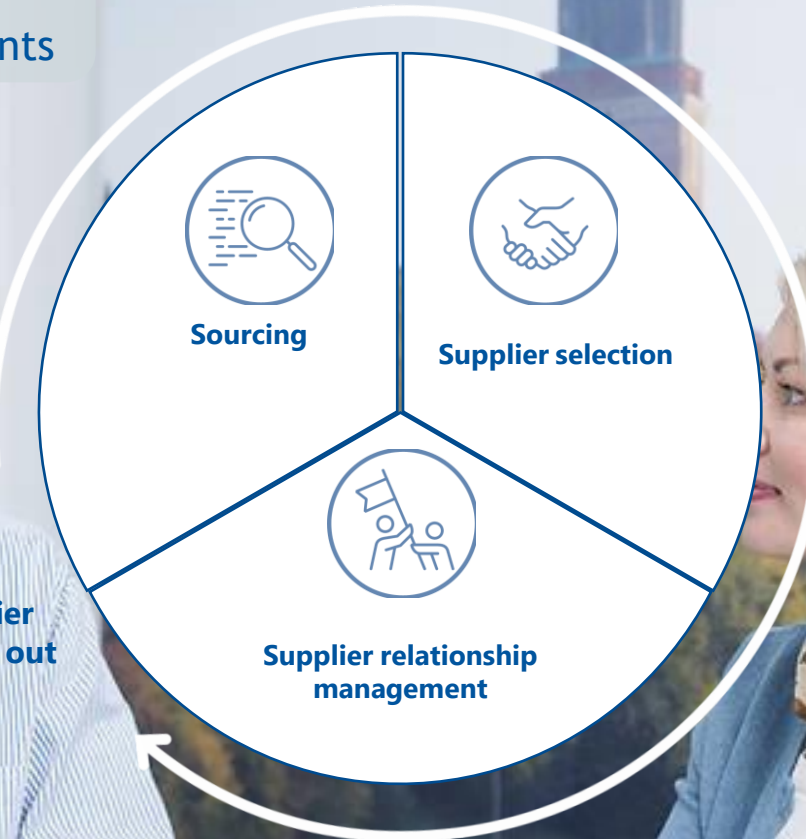 nts
Sourcing
Supplier selection
ier
out
Supplier relationship
management